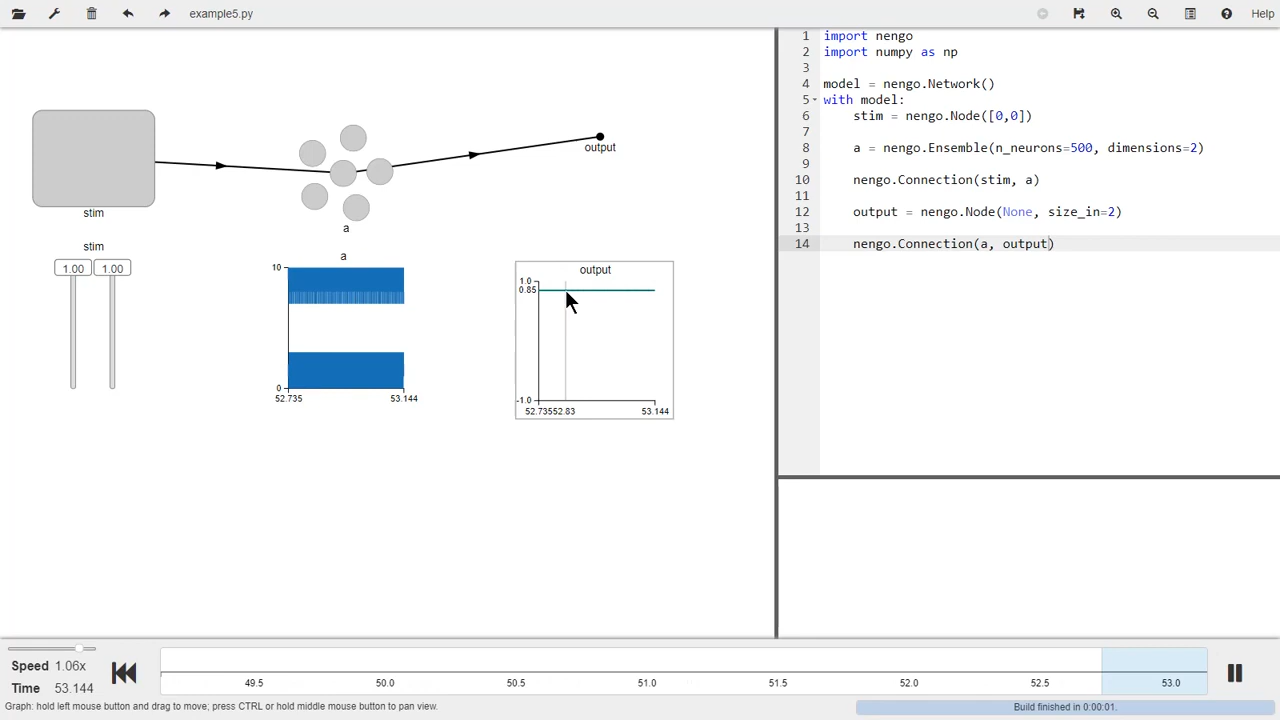 example5.py
Help
stim
a
output
stim
1.00 1.00
a
10
0
52.735 53.144
output
1.0
0.85
-1.0
52.73552.83 53.144
1 import nengo
2 import numpy as np
3
4 model = nengo.Network()
5 with model:
6 stim = nengo.Node([0,0])
7
8 a = nengo.Ensemble(n_neurons=500, dimensions=2)
9
10 nengo.Connection(stim, a)
11
12 output = nengo.Node(None, size_in=2)
13
14 nengo.Connection(a, output)
Speed 1.06x
Time 53.144
49.5 50.0 50.5 51.0 51.5 52.0 52.5 53.0
Graph: hold left mouse button and drag to move; press CTRL or hold middle mouse button to pan view.
Build finished in 0:00:01.